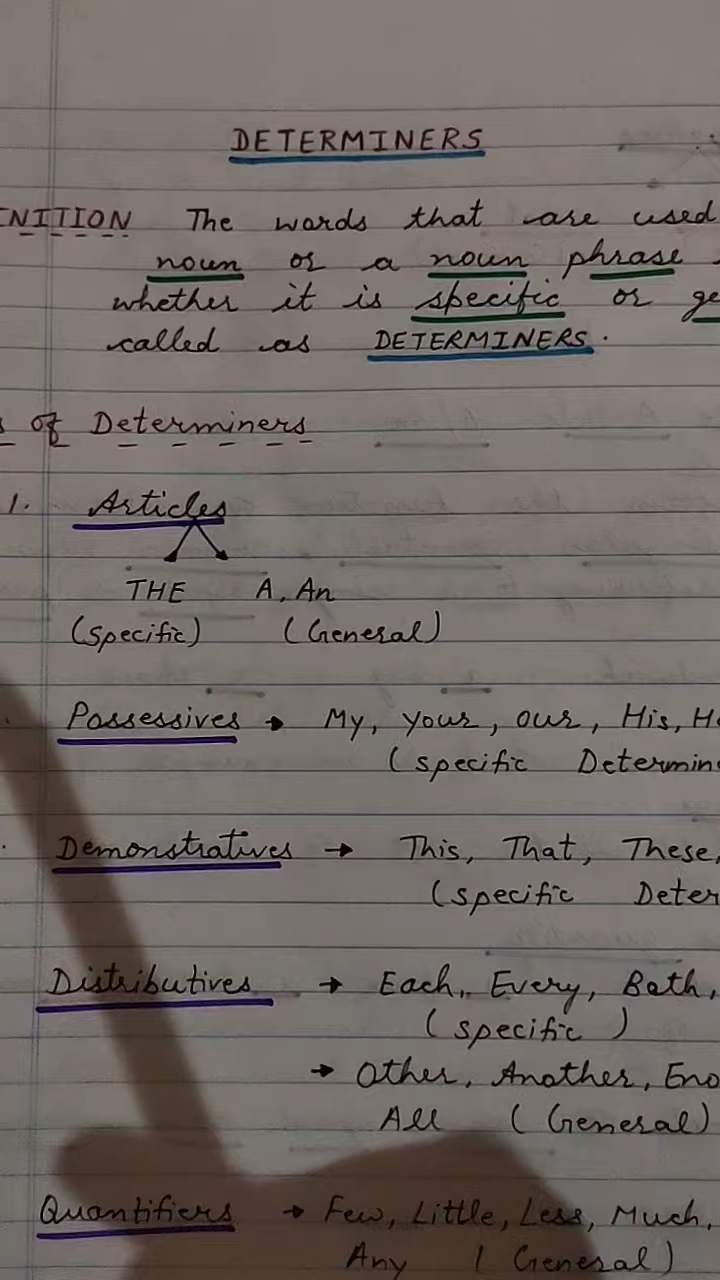 DETERMINERS
NITION The words that are used
noun or a noun phrase
whether it is specific or ge
called as DETERMINERS.
s of Determiners
1. Articles
THE A, An
(specific) (General)
Possessives → My, your, our, His, H
(specific Determin
Demonstratives → This, That, These,
(specific Deter
Distributives → Each, Every, Both,
(specific)
→ Other, Another, Eno
All (General)
Quantifiers → Few, Little, Less, Much,
Any (General)